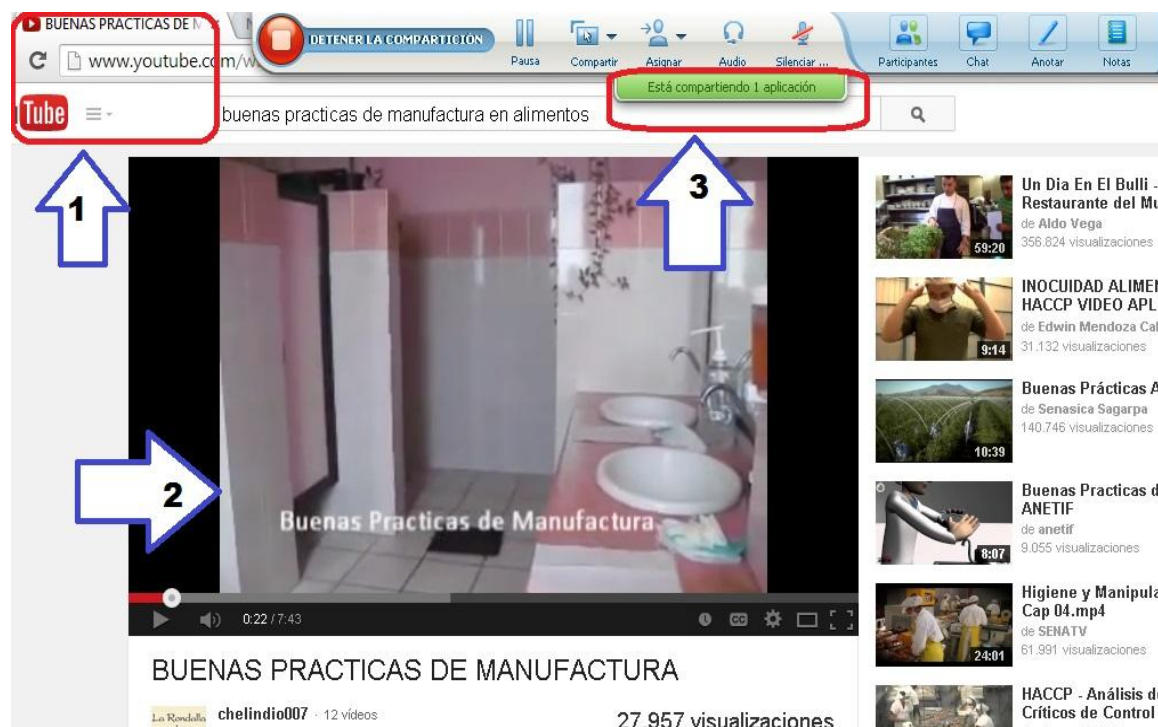 BUENAS PRACTICAS DE M
DETENER LA COMPARTICIÓN
Pausa
Compartir
Asignar
Audio
Silenciar ...
Participantes
Chat
Anotar
Notas
www.youtube.com/w
Está compartiendo 1 aplicación
Tube
buenas practicas de manufactura en alimentos
1
2
3
Buenas Practicas de Manufactura
0:22 / 7:43
CC
BUENAS PRACTICAS DE MANUFACTURA
La Rondalla
chelindio007 · 12 vídeos
27.957 visualizaciones
Un Dia En El Bulli -
Restaurante del Mu
de Aldo Vega
356.824 visualizaciones
59:20
INOCUIDAD ALIMEN
HACCP VIDEO APL
de Edwin Mendoza Cal
31.132 visualizaciones
9:14
Buenas Prácticas A
de Senasica Sagarpa
140.746 visualizaciones
10:39
Buenas Practicas d
ANETIF
de anetif
9.055 visualizaciones
8:07
Higiene y Manipula
Cap 04.mp4
de SENATV
61.991 visualizaciones
24:01
HACCP - Análisis de
Críticos de Control